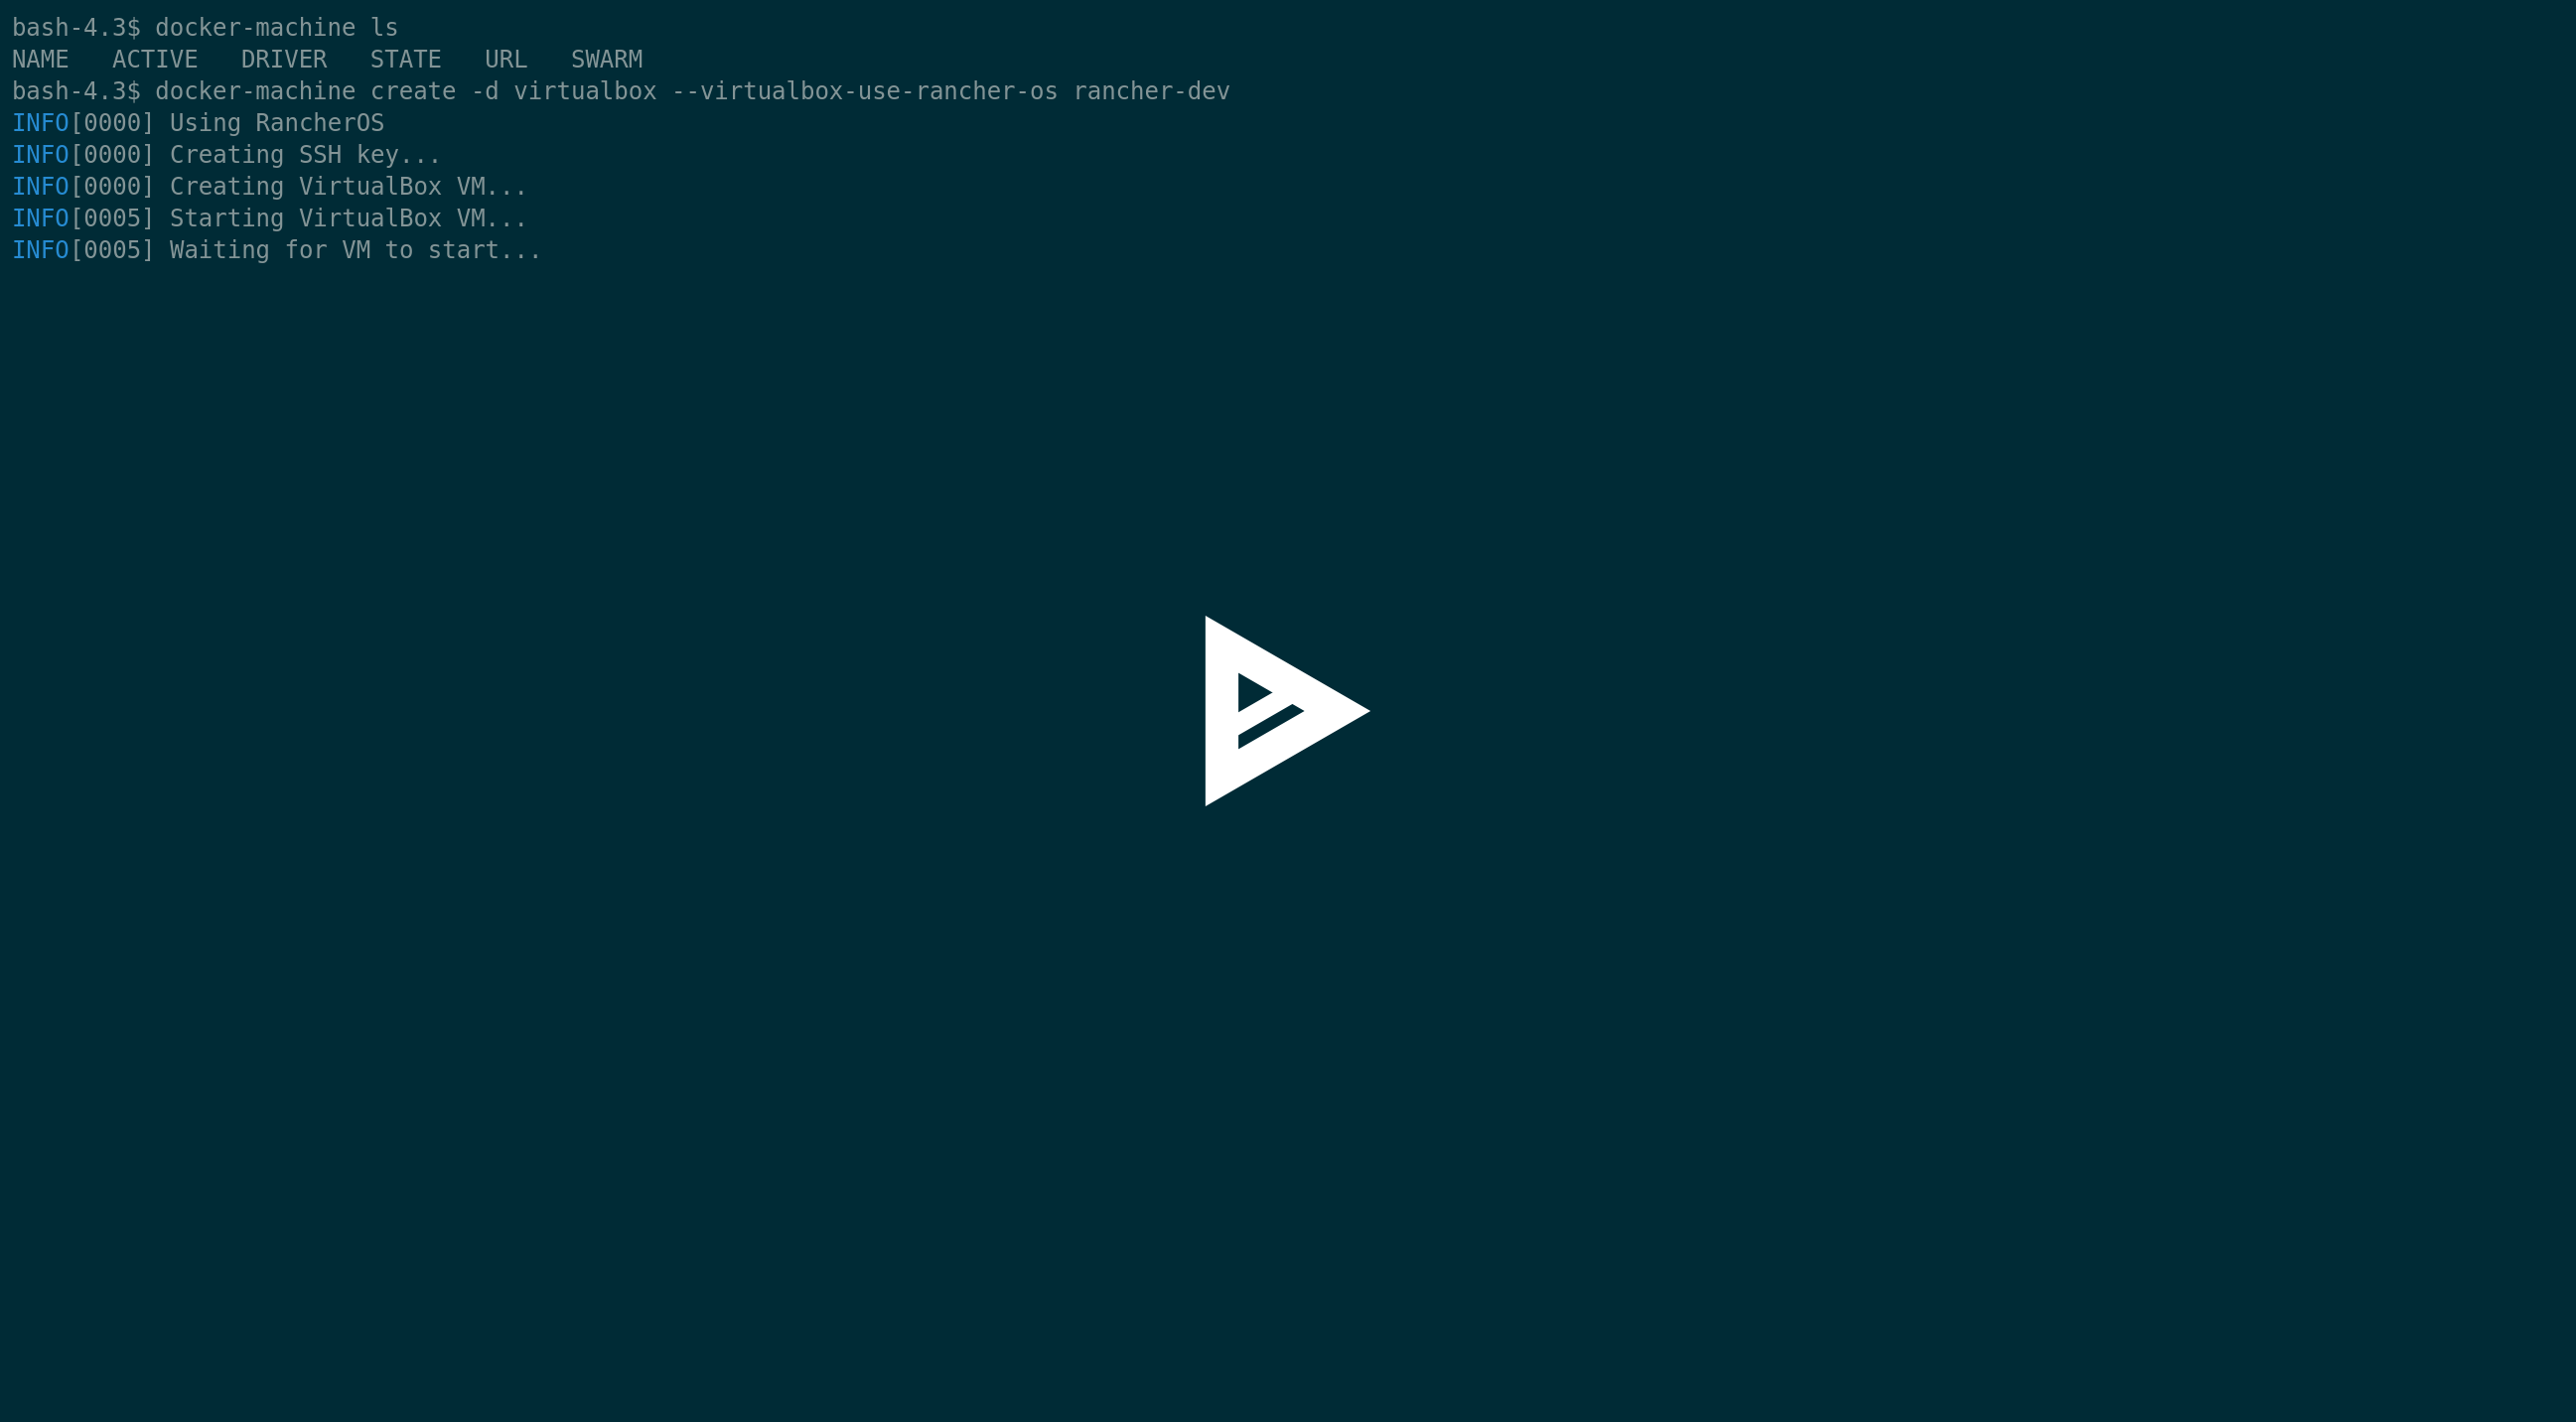 bash-4.3$ docker-machine ls
NAME   ACTIVE   DRIVER   STATE   URL   SWARM
bash-4.3$ docker-machine create -d virtualbox --virtualbox-use-rancher-os rancher-dev
INFO[0000] Using RancherOS
INFO[0000] Creating SSH key...
INFO[0000] Creating VirtualBox VM...
INFO[0005] Starting VirtualBox VM...
INFO[0005] Waiting for VM to start...